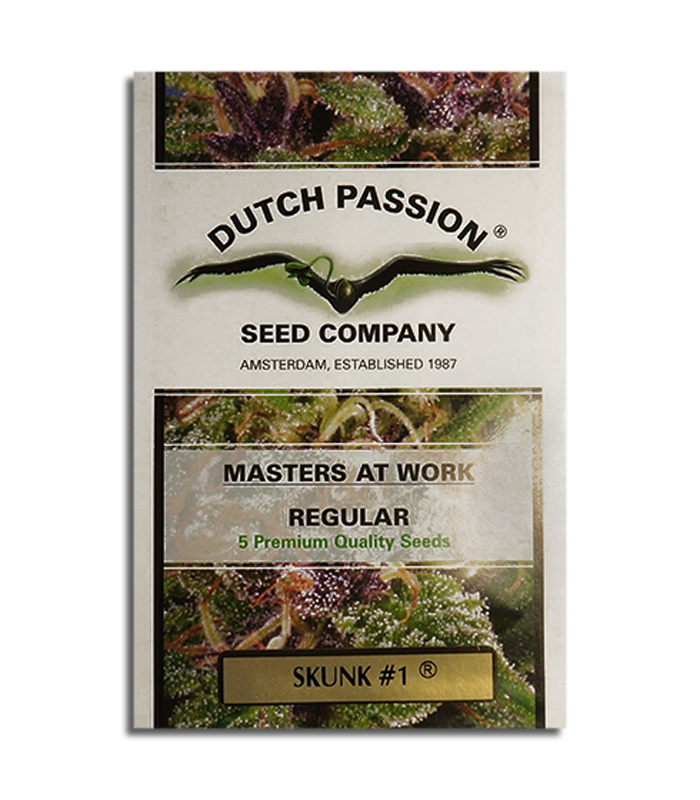 DUTCH PASSION ®
SEED COMPANY
AMSTERDAM, ESTABLISHED 1987
MASTERS AT WORK
REGULAR
5 Premium Quality Seeds
SKUNK #1 ®